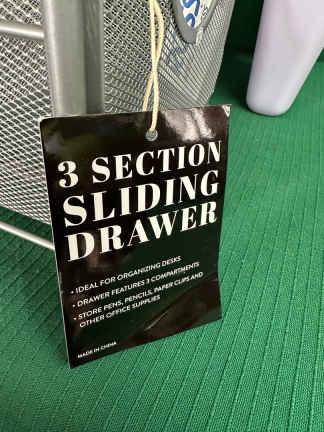 3 SECTION
SLIDING
DRAWER
• IDEAL FOR ORGANIZING DESKS
• DRAWER FEATURES 3 COMPARTMENTS
• STORE PENS, PENCILS, PAPER CLIPS AND
OTHER OFFICE SUPPLIES
MADE IN CHINA